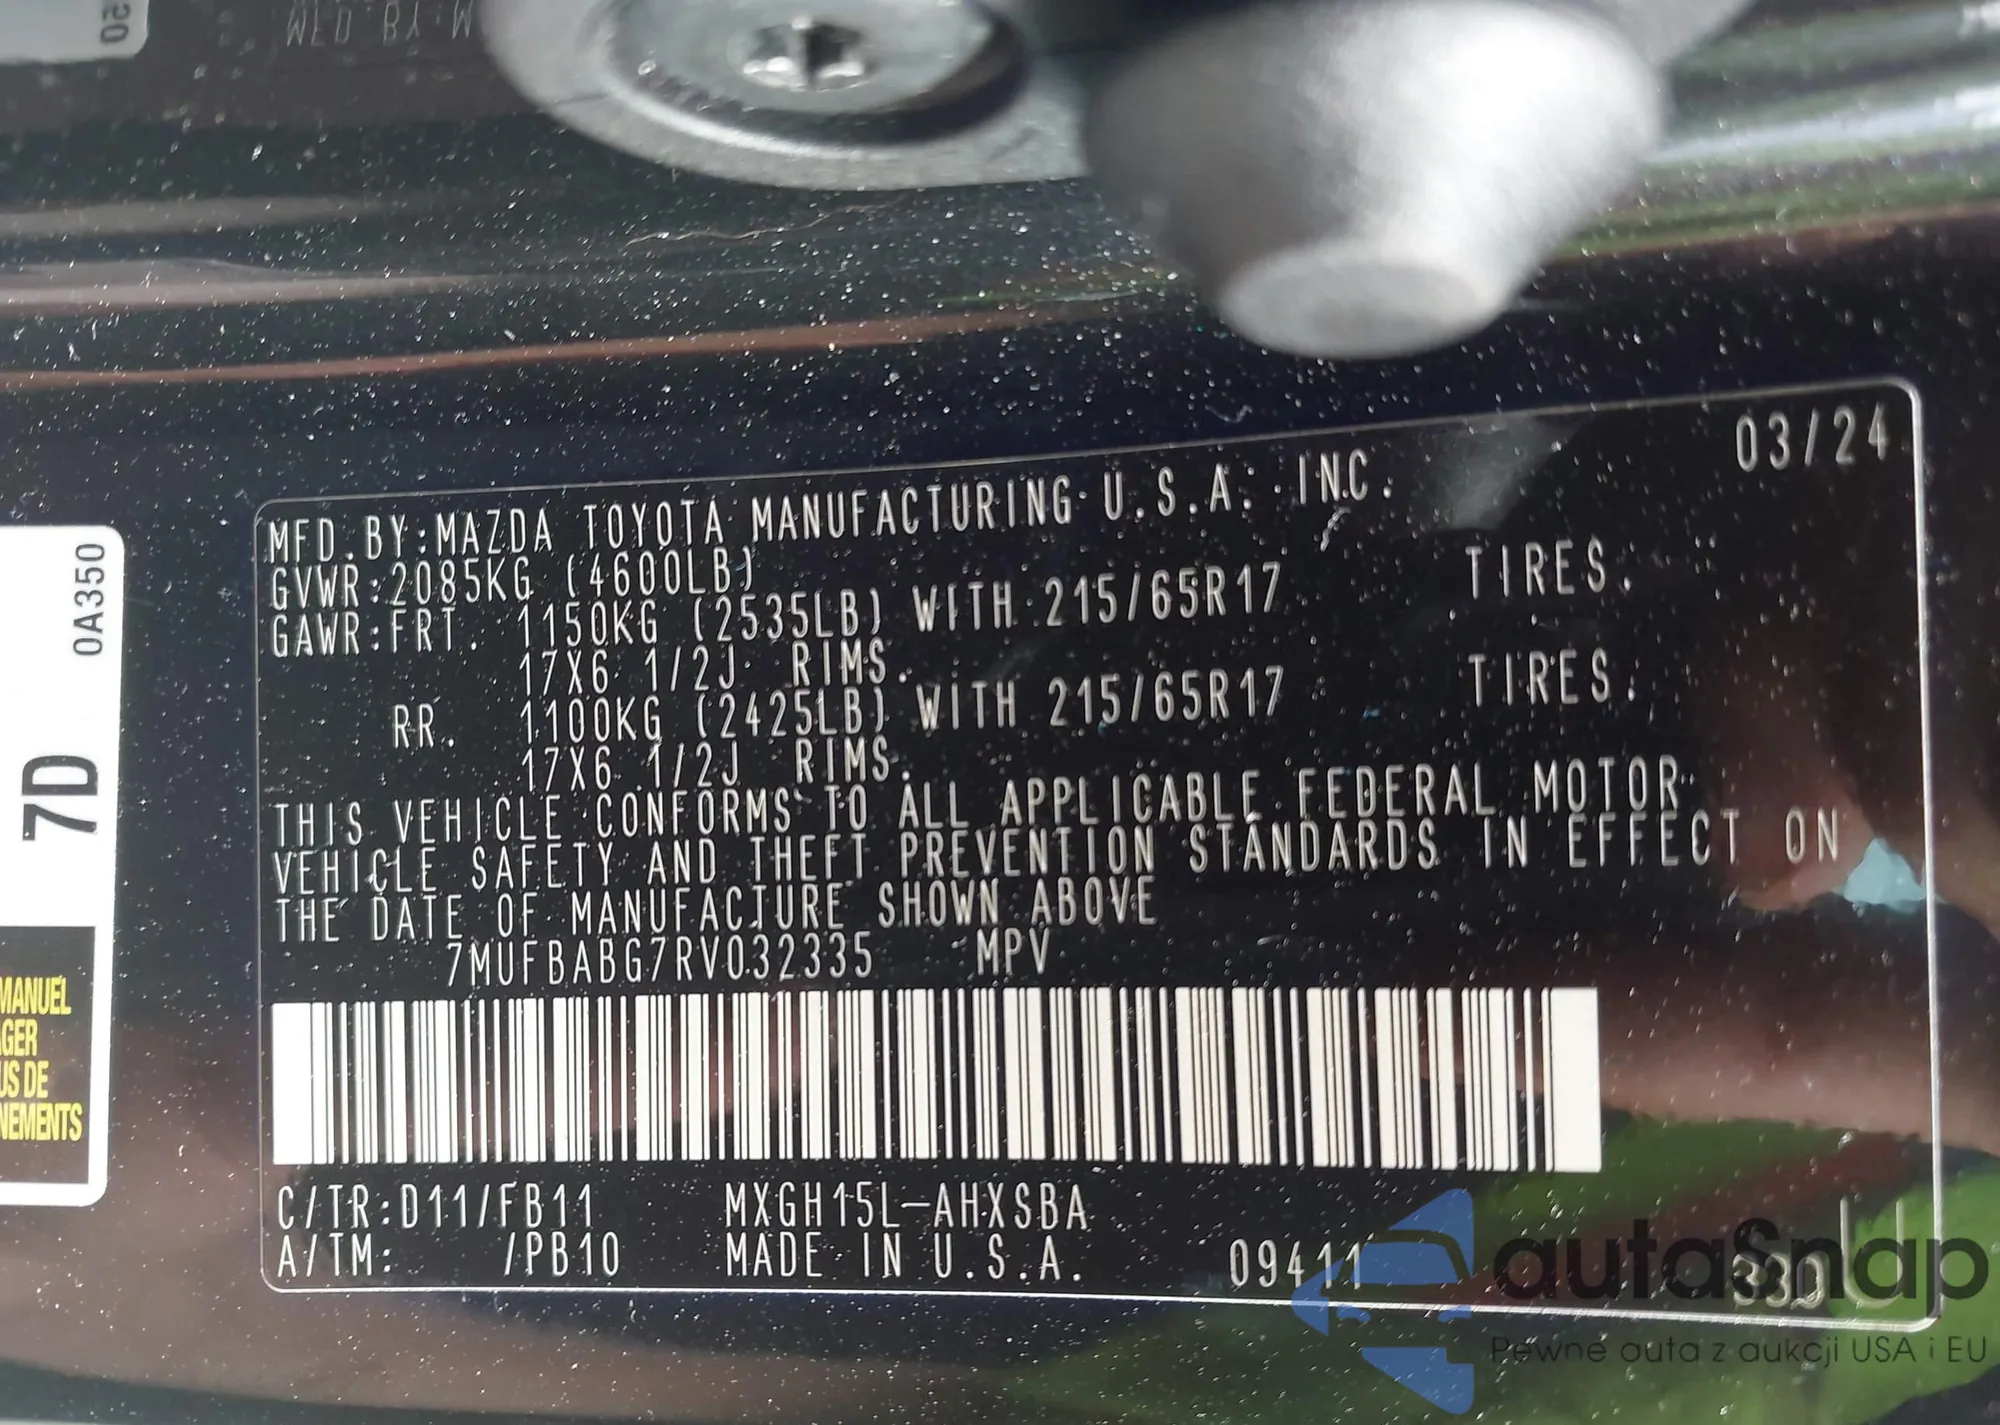 03/24
MFD.BY:MAZDA TOYOTA MANUFACTURING U.S.A. INC.
GVWR:2085KG (4600LB)
GAWR:FRT. 1150KG (2535LB) WITH 215/65R17 TIRES.
17X6 1/2J RIMS.
RR. 1100KG (2425LB) WITH 215/65R17 TIRES.
17X6 1/2J RIMS.
THIS VEHICLE CONFORMS TO ALL APPLICABLE FEDERAL MOTOR
VEHICLE SAFETY AND THEFT PREVENTION STANDARDS IN EFFECT ON
THE DATE OF MANUFACTURE SHOWN ABOVE
7MUFBABG7RV032335 MPV
C/TR:D11/FB11 MXGH15L-AHXSBA
A/TM: /PB10 MADE IN U.S.A. 09411 33D
0A350
7D
MANUEL
US DE
autasnap
Pewne auta z aukcji USA i EU